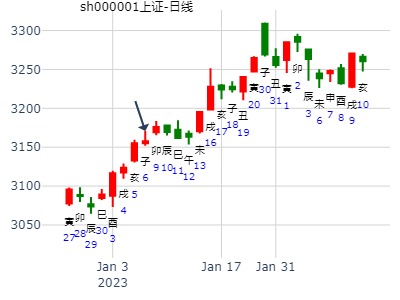 sh000001上证-日线
3300
3250
3200
3150
3100
3050
寅
27
卯
28
辰
29
巳
30
酉
3
戌
4
亥
5
子
6
卯
9
辰
10
巳
11
午
12
未
13
戌
16
亥
17
子
18
丑
19
寅
20
子
30
丑
31
寅
1
卯
2
辰
3
未
6
申
7
酉
8
戌
9
亥
10
Jan 3
2023
Jan 17
Jan 31